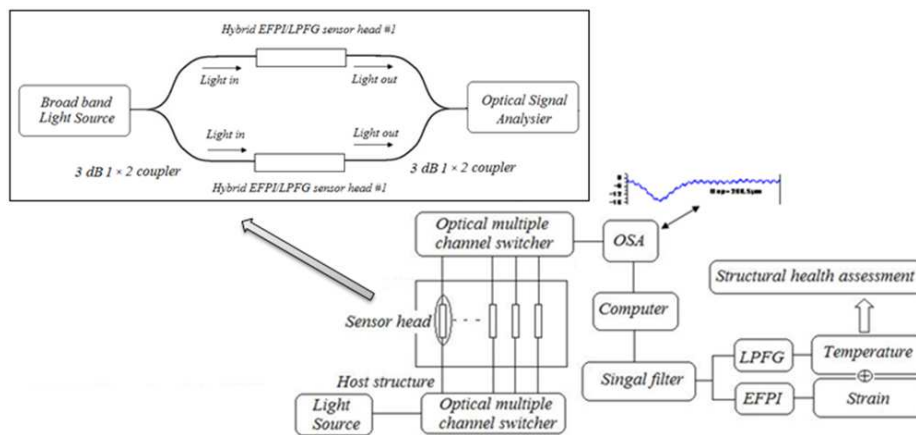 Hybrid EFPI/LPFG sensor head #1
Light in
Light out
Broad band
Light Source
Optical Signal
Analysier
Light in
Light out
3 dB 1 × 2 coupler
3 dB 1 × 2 coupler
Hybrid EFPI/LPFG sensor head #1
Optical multiple
channel switcher
OSA
Structural health assessment
Sensor head
Computer
LPFG
Temperature
Singal filter
Host structure
EFPI
Strain
Light
Source
Optical multiple
channel switcher